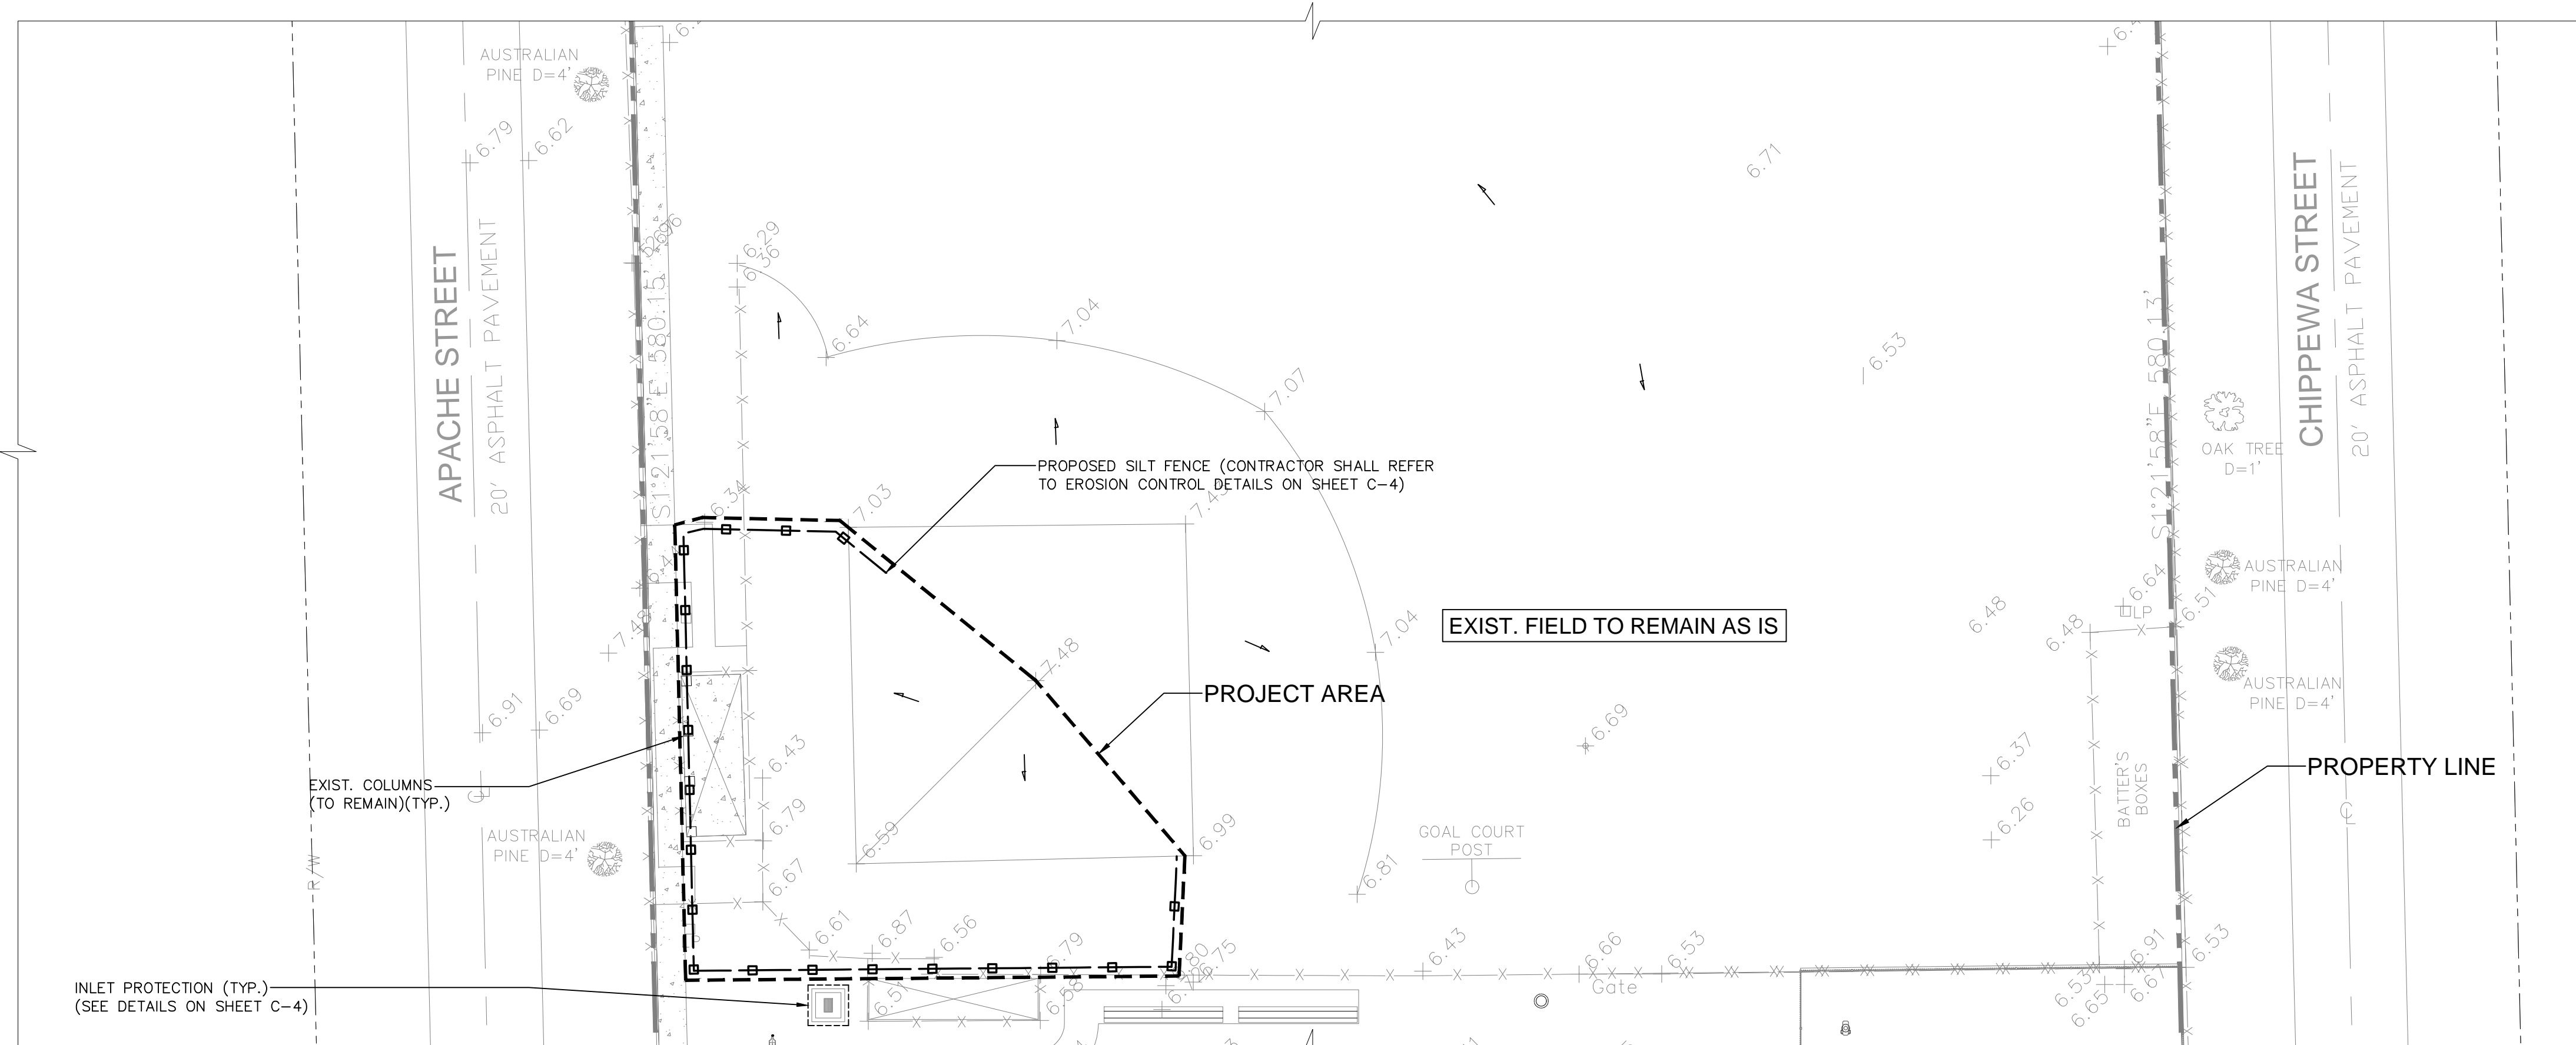 AUSTRALIAN
PINE D=4'
6.79
6.62
6.71
APACHE STREET
20' ASPHALT PAVEMENT
S1°21'58"E 580.15'
6.29
6.36
6.64
7.04
7.07
6.53
S1°21'58"E 580.13'
CHIPPEWA STREET
20' ASPHALT PAVEMENT
OAK TREE
D=1'
PROPOSED SILT FENCE (CONTRACTOR SHALL REFER
TO EROSION CONTROL DETAILS ON SHEET C-4)
6.34
7.03
AUSTRALIAN
PINE D=4'
6.64
LP
6.51
6.48
6.48
7.48
7.48
7.04
EXIST. FIELD TO REMAIN AS IS
AUSTRALIAN
PINE D=4'
PROJECT AREA
6.91
6.69
6.69
6.43
6.37
PROPERTY LINE
EXIST. COLUMNS
(TO REMAIN)(TYP.)
BATTER'S
BOXES
6.26
6.79
6.59
6.99
GOAL COURT
POST
AUSTRALIAN
PINE D=4'
R/W
6.67
6.81
6.61
6.87
6.56
6.79
6.75
6.43
6.66
6.53
6.91
6.53
Gate
INLET PROTECTION (TYP.)
(SEE DETAILS ON SHEET C-4)
6.51
6.58
6.53
6.65
6.67